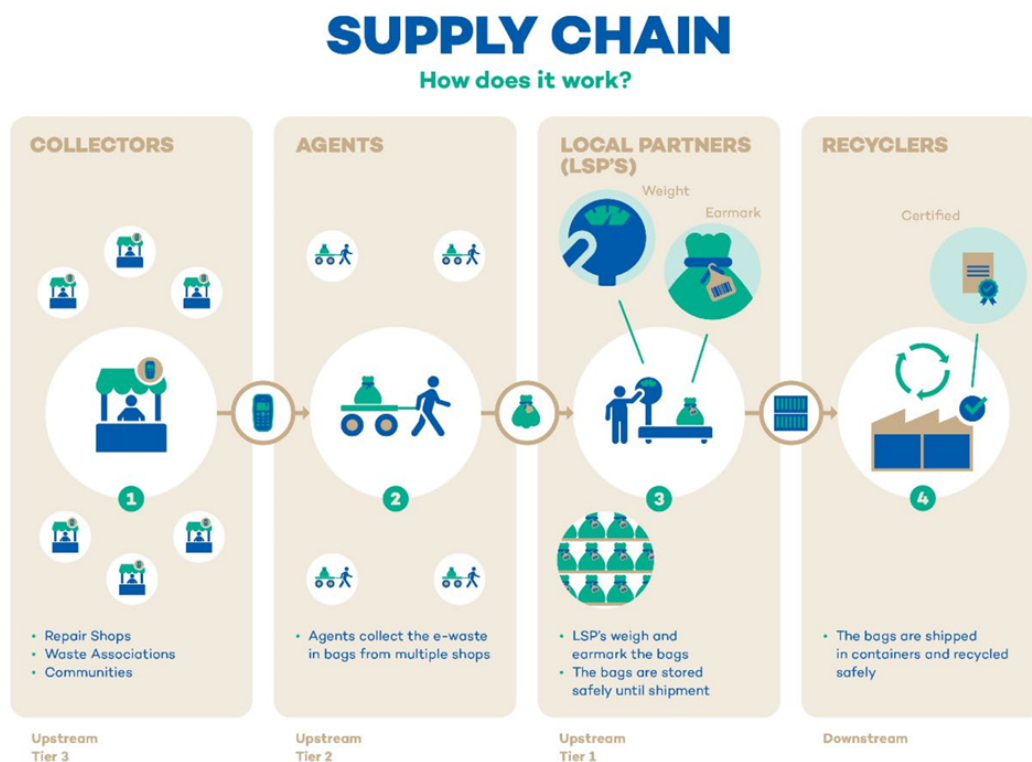 SUPPLY CHAIN
How does it work?
COLLECTORS
1
• Repair Shops
• Waste Associations
• Communities
Upstream
Tier 3
AGENTS
2
• Agents collect the e-waste
in bags from multiple shops
Upstream
Tier 2
LOCAL PARTNERS
(LSP'S)
Weight
Earmark
3
• LSP's weigh and
earmark the bags
• The bags are stored
safely until shipment
Upstream
Tier 1
RECYCLERS
Certified
4
• The bags are shipped
in containers and recycled
safely
Downstream